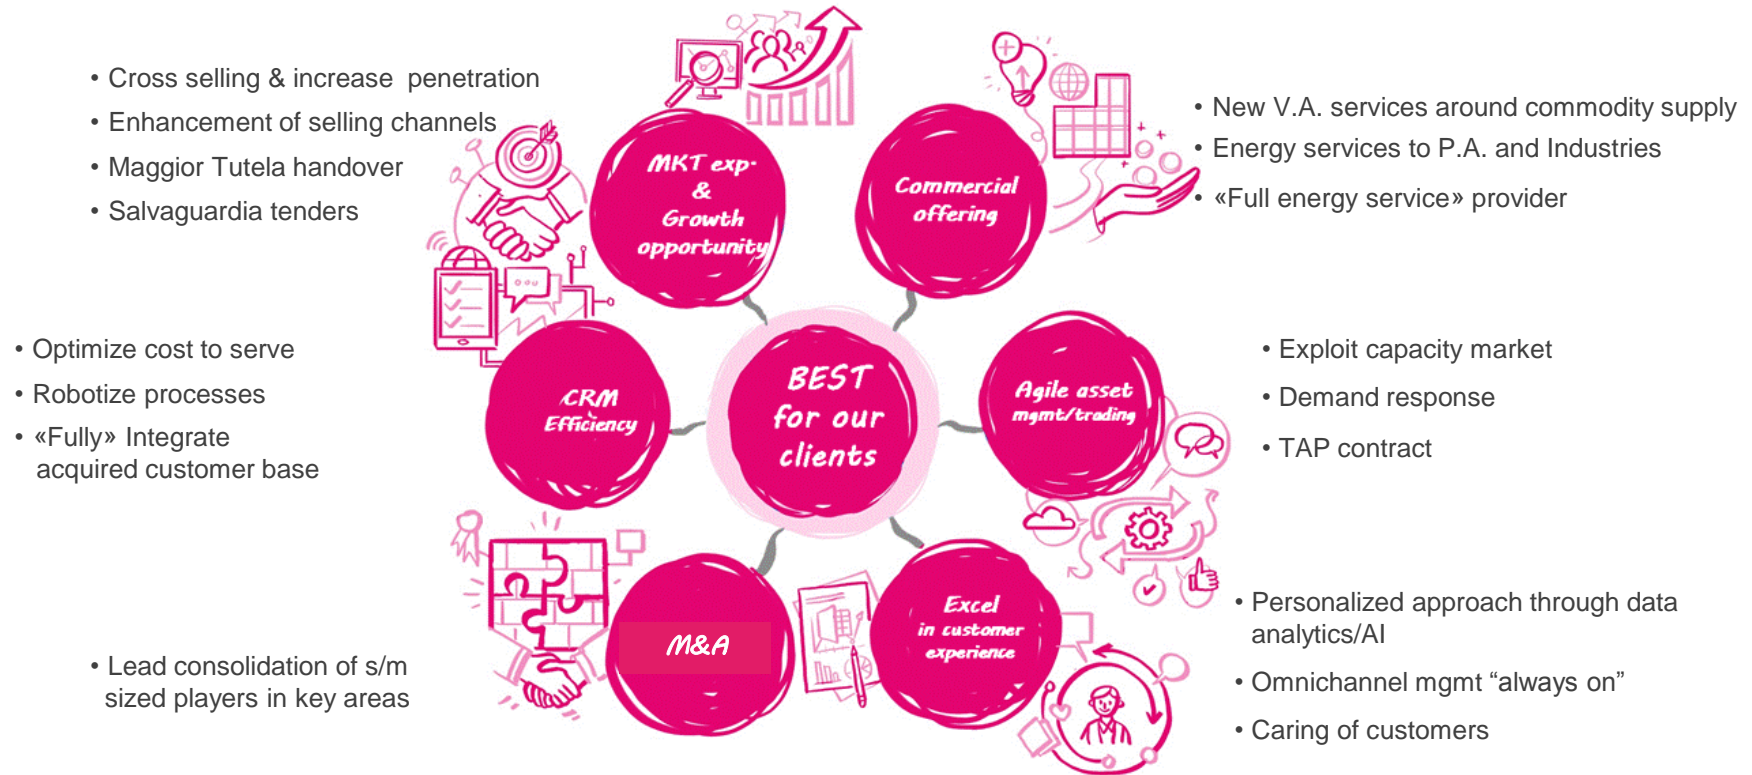 • Cross selling & increase penetration
• Enhancement of selling channels
• Maggior Tutela handover
• Salvaguardia tenders
MKT exp.
&
Growth
opportunity
Commercial
offering
• New V.A. services around commodity supply
• Energy services to P.A. and Industries
• «Full energy service» provider
• Optimize cost to serve
• Robotize processes
• «Fully» Integrate
acquired customer base
CRM
Efficiency
BEST
for our
clients
Agile asset
mgmt/trading
• Exploit capacity market
• Demand response
• TAP contract
• Lead consolidation of s/m
sized players in key areas
M&A
Excel
in customer
experience
• Personalized approach through data
analytics/AI
• Omnichannel mgmt “always on”
• Caring of customers